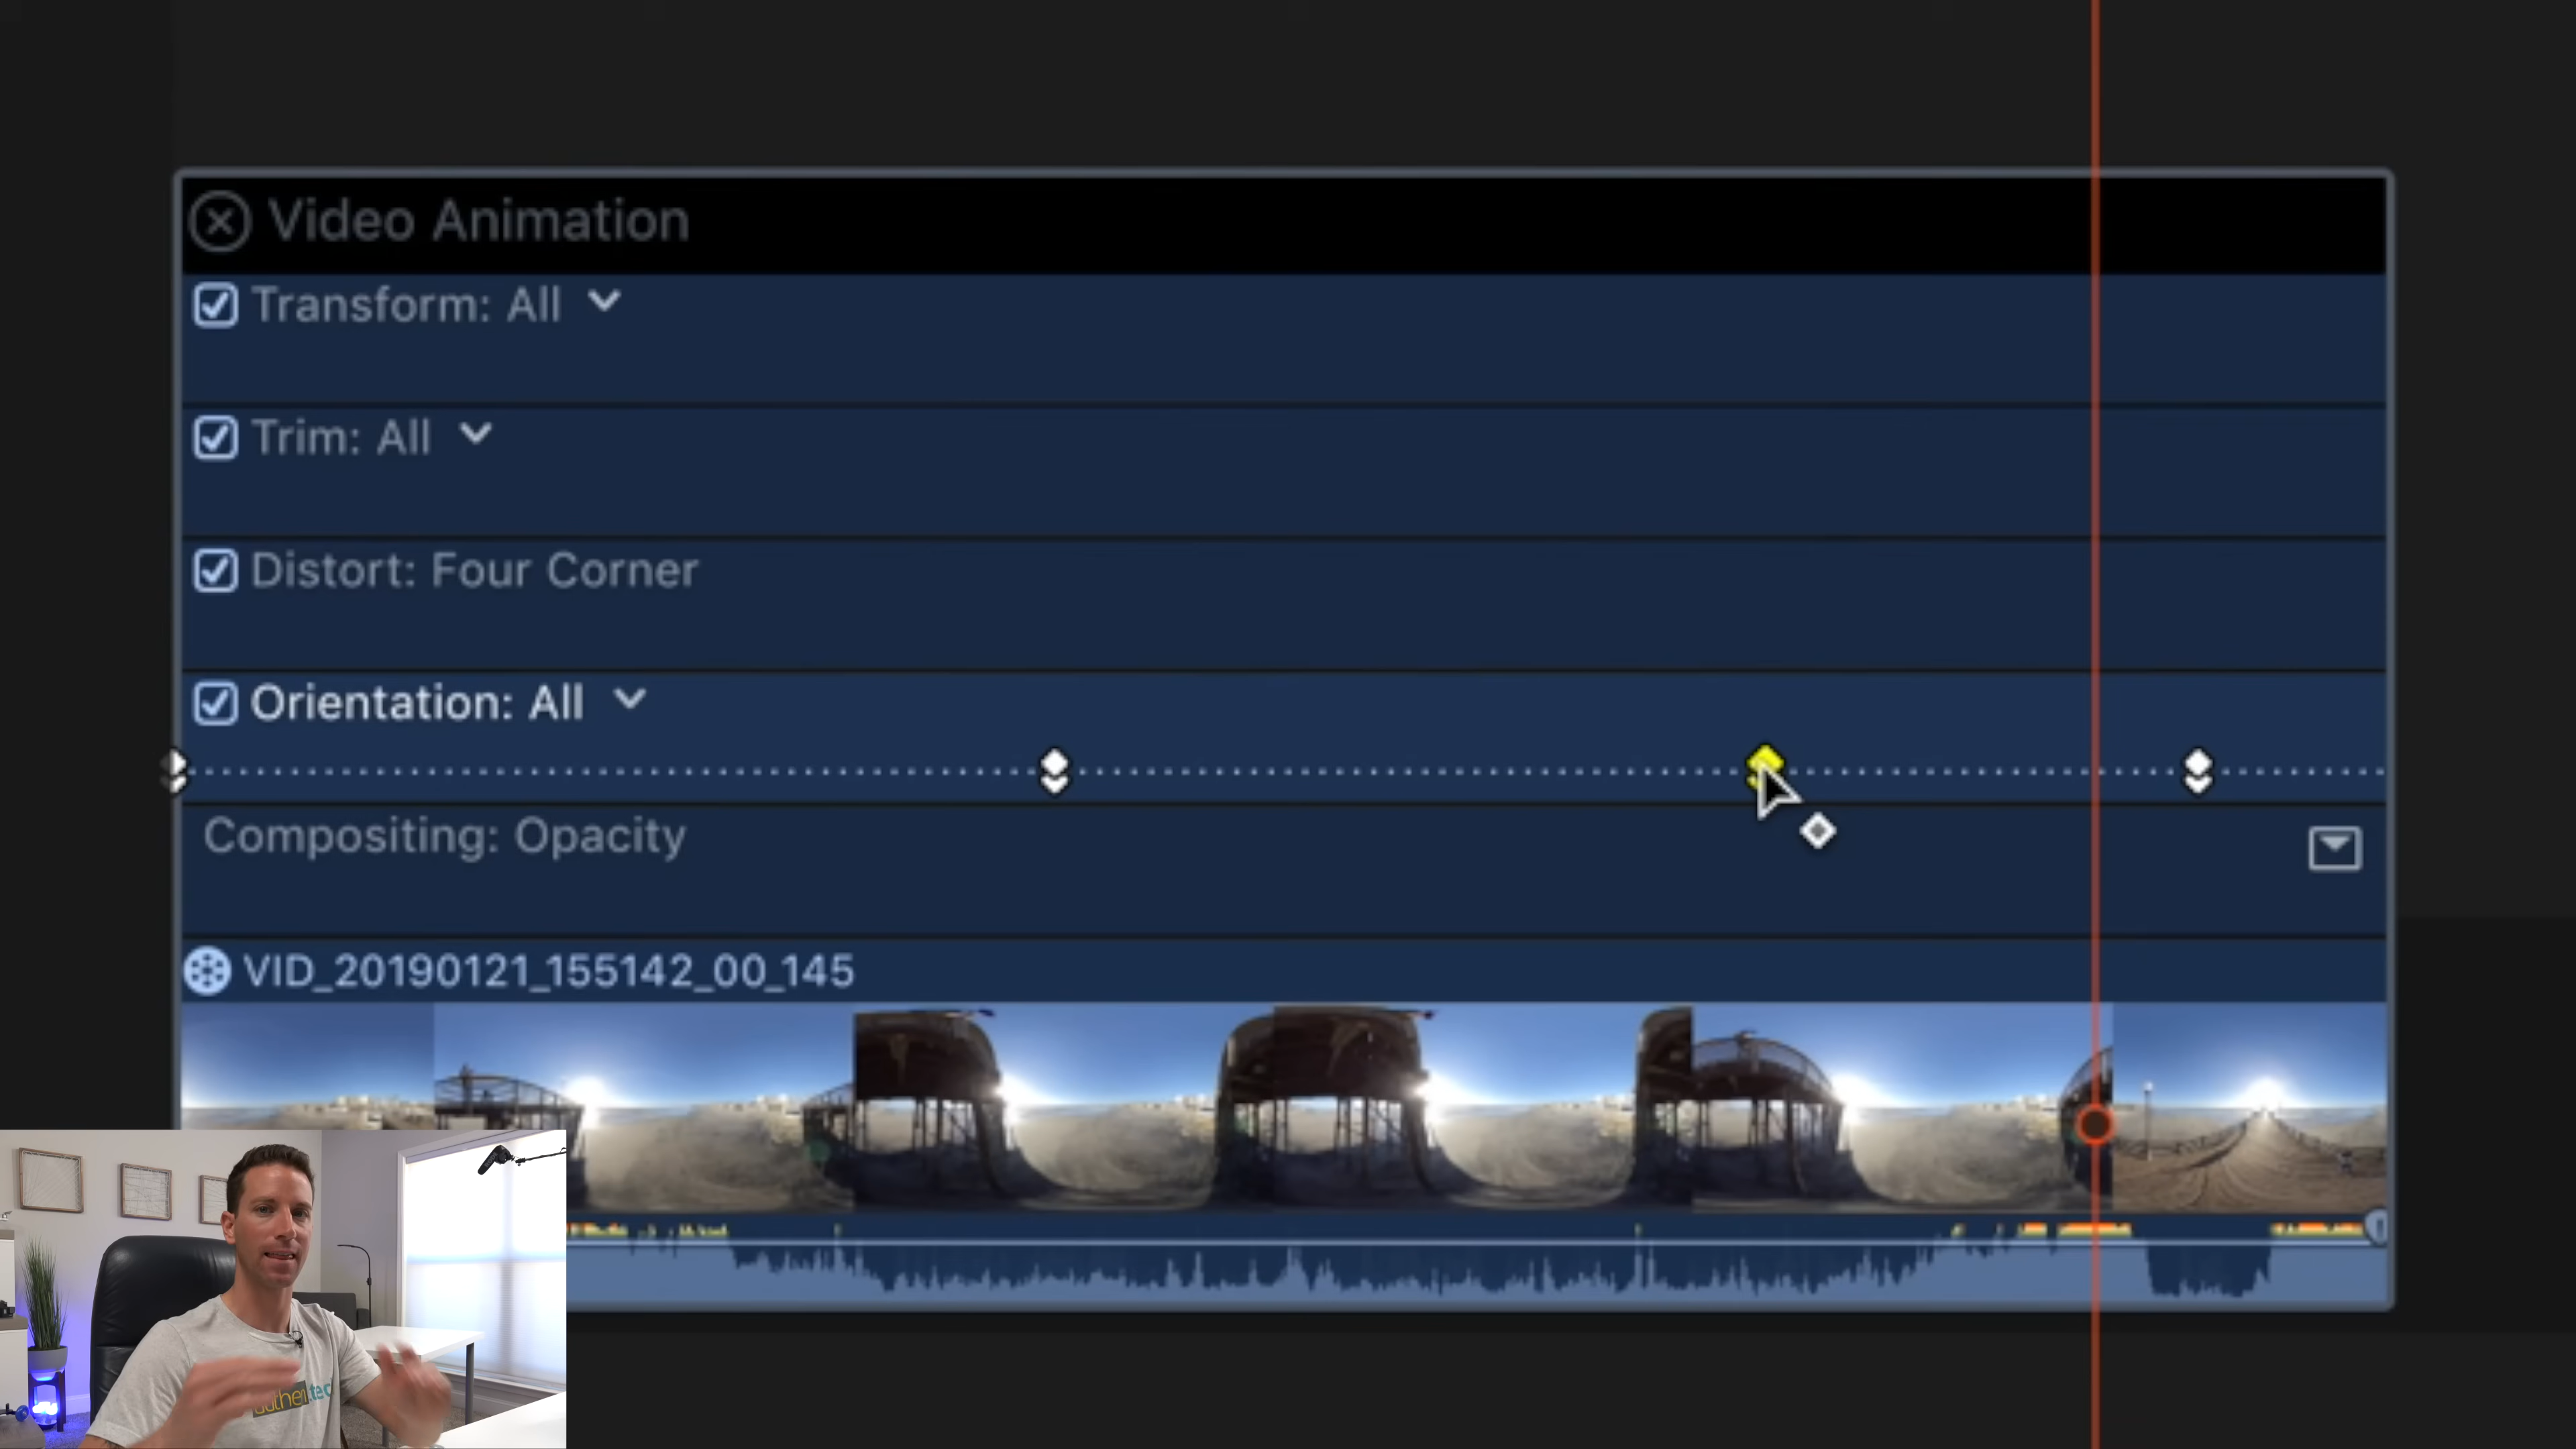 Video Animation
Transform: All
Trim: All
Distort: Four Corner
Orientation: All
Compositing: Opacity
VID_20190121_155142_00_145